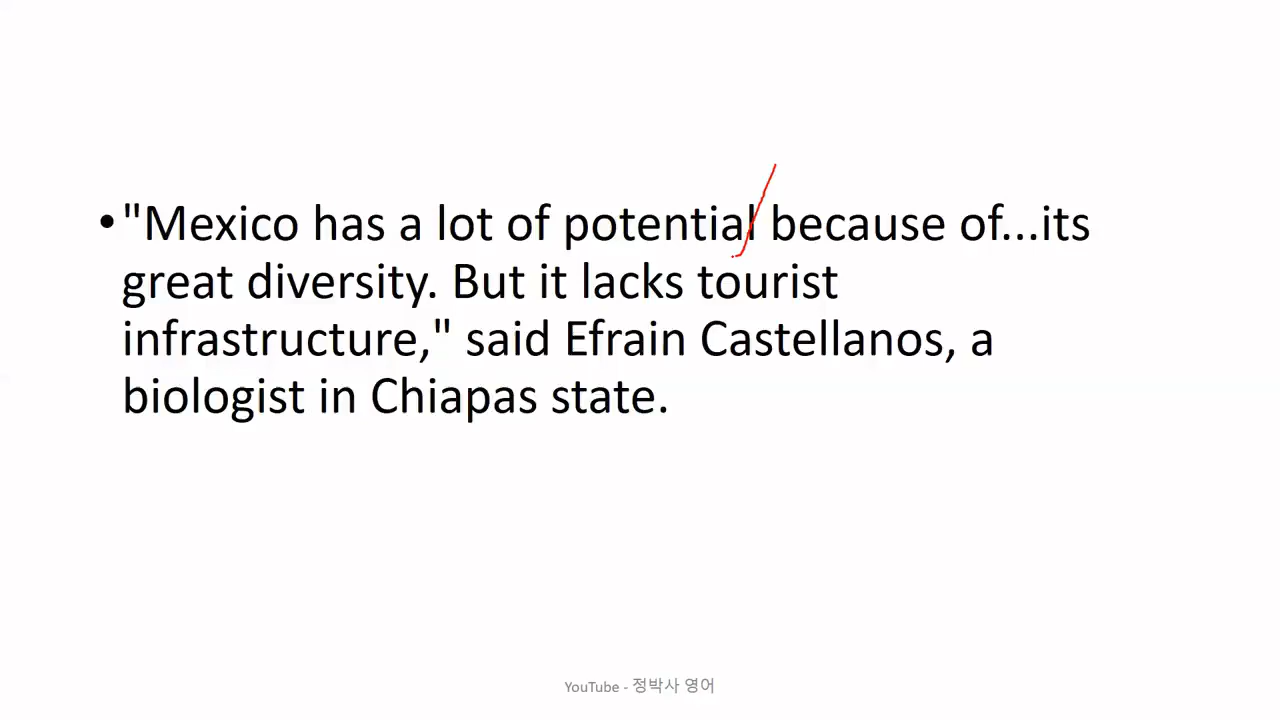 • "Mexico has a lot of potential because of...its
great diversity. But it lacks tourist
infrastructure," said Efrain Castellanos, a
biologist in Chiapas state.
YouTube - 정박사 영어